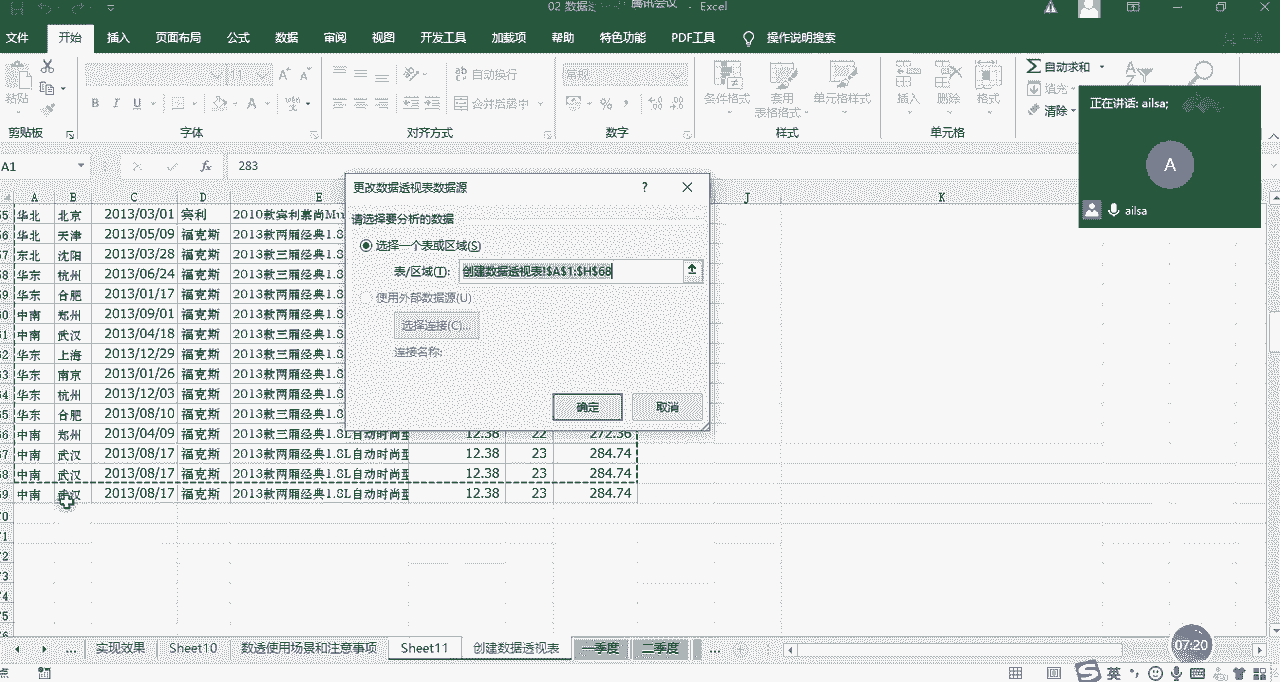 02 数据透 腾讯会议 - Excel
文件 开始 插入 页面布局 公式 数据 审阅 视图 开发工具 加载项 帮助 特色功能 PDF工具 操作说明搜索
粘贴 B I U A A A 自动换行 合并后居中 常规 % 条件格式 套用 表格格式 单元格样式 插入 删除 格式 自动求和 填充 清除
剪贴板 字体 对齐方式 数字 样式 单元格
正在讲话: ailsa;
A
ailsa
A1 fx 283
A B C D E J K
55 华北 北京 2013/03/01 宾利 2010款宾利慕尚Mu
56 华北 天津 2013/05/09 福克斯 2013款两厢经典1.8
57 东北 沈阳 2013/03/28 福克斯 2013款三厢经典1.8
58 华东 杭州 2013/06/24 福克斯 2013款两厢经典1.8
59 华东 合肥 2013/01/17 福克斯 2013款两厢经典1.8
60 中南 郑州 2013/09/01 福克斯 2013款两厢经典1.8
61 中南 武汉 2013/04/18 福克斯 2013款三厢经典1.8
62 华东 上海 2013/12/29 福克斯 2013款三厢经典1.8
63 华东 南京 2013/01/26 福克斯 2013款两厢经典1.8
64 华东 杭州 2013/12/03 福克斯 2013款两厢经典1.8
65 华东 合肥 2013/08/10 福克斯 2013款三厢经典1.8
66 中南 郑州 2013/04/09 福克斯 2013款三厢经典1.8L自动时尚型 12.38 22 272.36
67 中南 武汉 2013/08/17 福克斯 2013款两厢经典1.8L自动时尚型 12.38 23 284.74
68 中南 武汉 2013/08/17 福克斯 2013款两厢经典1.8L自动时尚型 12.38 23 284.74
69 中南 武汉 2013/08/17 福克斯 2013款两厢经典1.8L自动时尚型 12.38 23 284.74
70
71
72
73
74
75
更改数据透视表数据源 ?
请选择要分析的数据
选择一个表或区域(S)
表/区域(T): 创建数据透视表!$A$1:$H$68
使用外部数据源(U)
选择连接(C)...
连接名称:
确定 取消
... 实现效果 Sheet10 数透使用场景和注意事项 Sheet11 创建数据透视表 一季度 二季度 ...
07:20
英